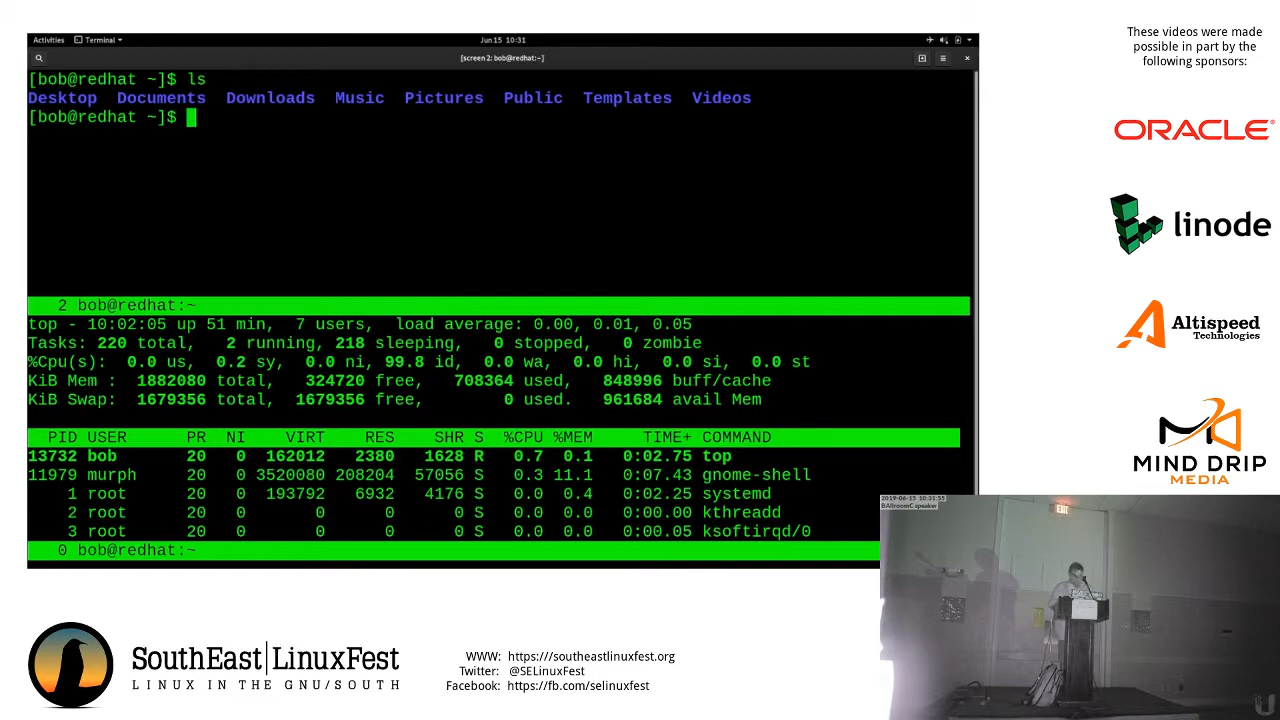 Activities Terminal Jun 15 10:31
[screen 2: bob@redhat:~]
[bob@redhat ~]$ ls
Desktop Documents Downloads Music Pictures Public Templates Videos
[bob@redhat ~]$
2 bob@redhat:~
top - 10:02:05 up 51 min, 7 users, load average: 0.00, 0.01, 0.05
Tasks: 220 total, 2 running, 218 sleeping, 0 stopped, 0 zombie
%Cpu(s): 0.0 us, 0.2 sy, 0.0 ni, 99.8 id, 0.0 wa, 0.0 hi, 0.0 si, 0.0 st
KiB Mem : 1882080 total, 324720 free, 708364 used, 848996 buff/cache
KiB Swap: 1679356 total, 1679356 free, 0 used. 961684 avail Mem
PID USER PR NI VIRT RES SHR S %CPU %MEM TIME+ COMMAND
13732 bob 20 0 162012 2380 1628 R 0.7 0.1 0:02.75 top
11979 murph 20 0 3520080 208204 57056 S 0.3 11.1 0:07.43 gnome-shell
1 root 20 0 193792 6932 4176 S 0.0 0.4 0:02.25 systemd
2 root 20 0 0 0 0 S 0.0 0.0 0:00.00 kthreadd
3 root 20 0 0 0 0 S 0.0 0.0 0:00.05 ksoftirqd/0
0 bob@redhat:~
These videos were made
possible in part by the
following sponsors:
ORACLE
linode
Altispeed
Technologies
MIND DRIP
MEDIA
2019-06-15 10:31:55
BallroomC speaker
EXIT
SouthEast LinuxFest
LINUX IN THE GNU/SOUTH
WWW: https:///southeastlinuxfest.org
Twitter: @SELinuxFest
Facebook: https://fb.com/selinuxfest